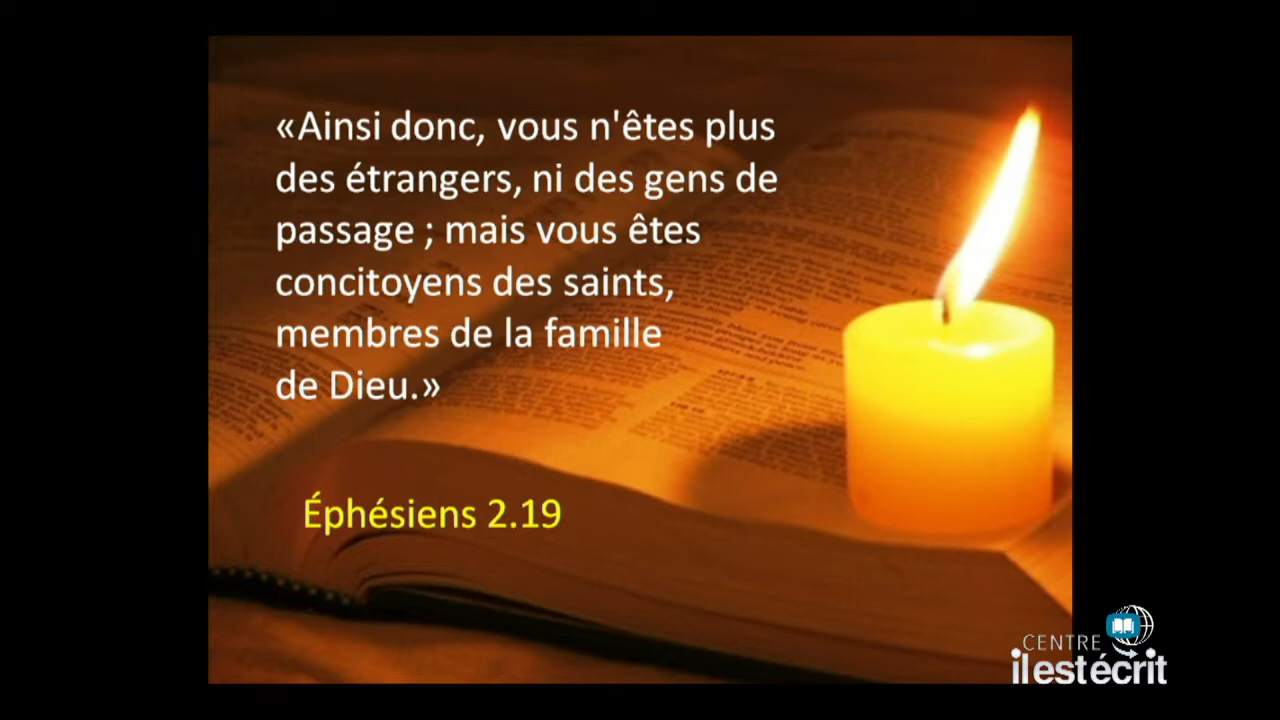 «Ainsi donc, vous n'êtes plus
des étrangers, ni des gens de
passage ; mais vous êtes
concitoyens des saints,
membres de la famille
de Dieu.»
Éphésiens 2.19
CENTRE
ilestécrit